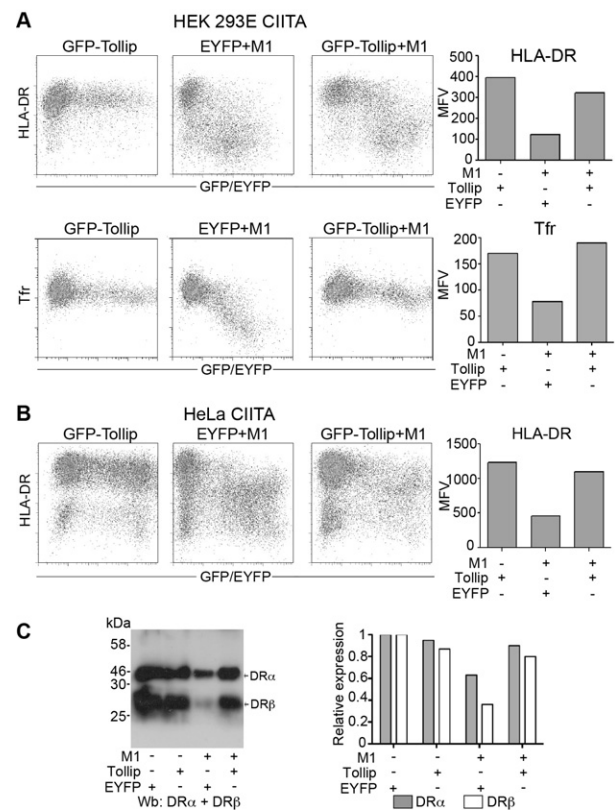 A
HEK 293E CIITA
GFP-Tollip EYFP+M1 GFP-Tollip+M1
HLA-DR
GFP/EYFP
HLA-DR
MFV
500
400
300
200
100
0
M1 - + +
Tollip + - +
EYFP - + -
GFP-Tollip EYFP+M1 GFP-Tollip+M1
Tfr
GFP/EYFP
Tfr
MFV
200
150
100
50
0
M1 - + +
Tollip + - +
EYFP - + -
B
HeLa CIITA
GFP-Tollip EYFP+M1 GFP-Tollip+M1
HLA-DR
GFP/EYFP
HLA-DR
MFV
1500
1000
500
0
M1 - + +
Tollip + - +
EYFP - + -
C
kDa
58-
46-
30-
25-
DRα
DRβ
M1 - - + +
Tollip - + - +
EYFP + - + -
Wb: DRα + DRβ
Relative expression
1
0.8
0.6
0.4
0.2
0
M1 - - + +
Tollip - + - +
EYFP + - + -
DRα DRβ